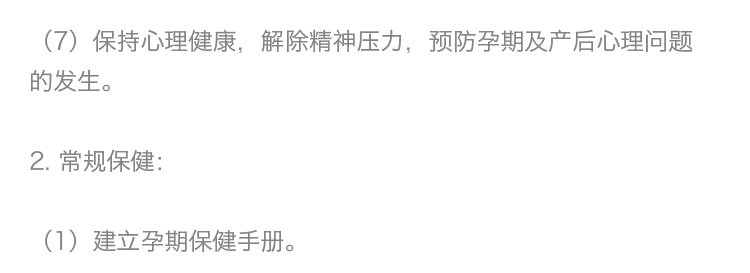 （7）保持心理健康，解除精神压力，预防孕期及产后心理问题
的发生。
2. 常规保健：
（1）建立孕期保健手册。